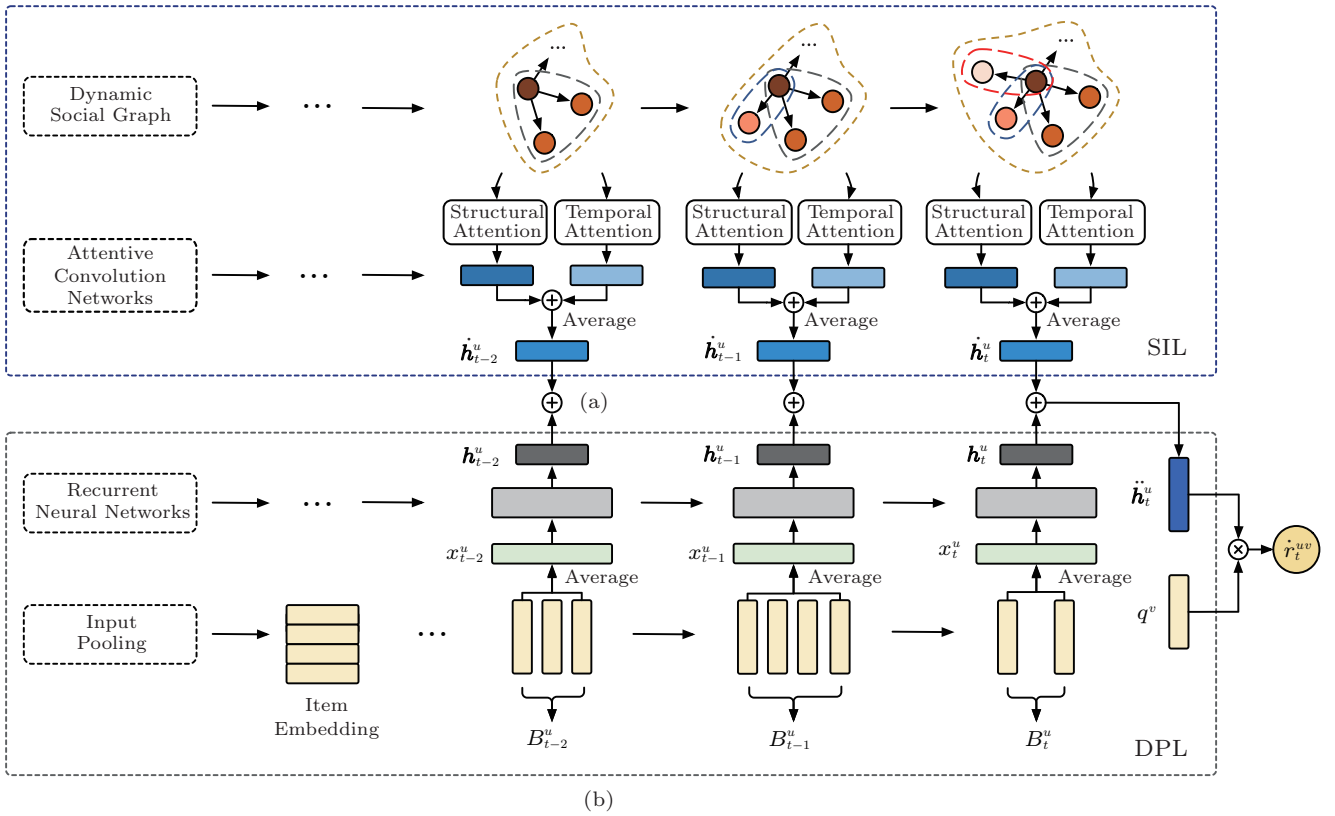 ...
...
...
Dynamic
Social Graph
...
Structural
Attention
Temporal
Attention
Structural
Attention
Temporal
Attention
Structural
Attention
Temporal
Attention
Attentive
Convolution
Networks
...
Average
Average
Average
ḣᵘₜ₋₂
ḣᵘₜ₋₁
ḣᵘₜ
SIL
(a)
hᵘₜ₋₂
hᵘₜ₋₁
hᵘₜ
Recurrent
Neural Networks
...
ḧᵘₜ
xᵘₜ₋₂
xᵘₜ₋₁
xᵘₜ
ṙᵘᵛₜ
Average
Average
Average
Input
Pooling
...
qᵛ
Item
Embedding
Bᵘₜ₋₂
Bᵘₜ₋₁
Bᵘₜ
DPL
(b)